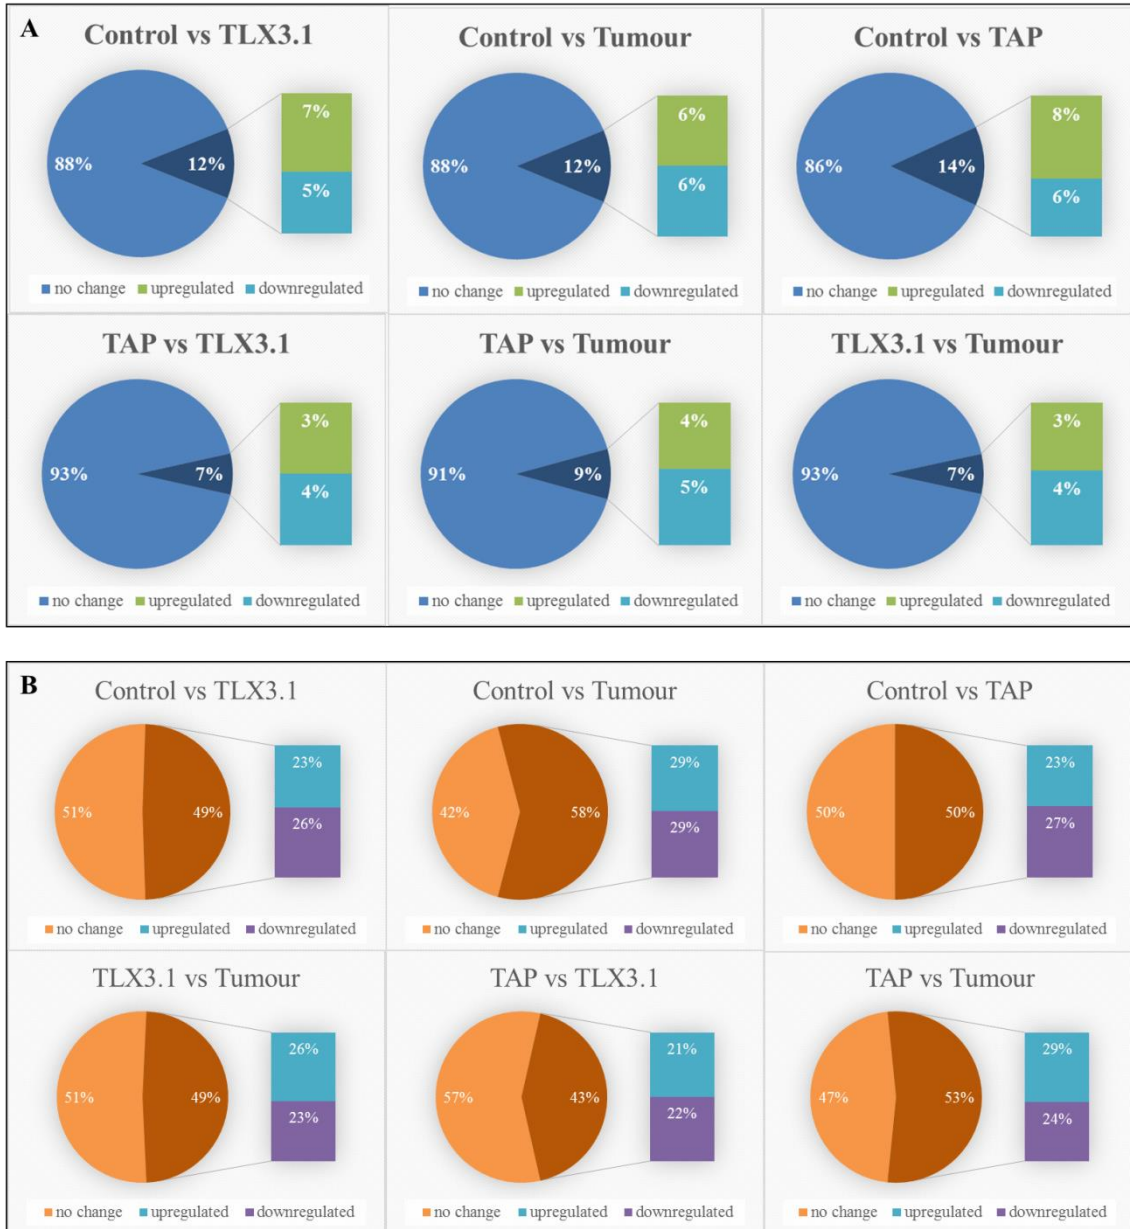 A
Control vs TLX3.1
88%
12%
7%
5%
no change upregulated downregulated
Control vs Tumour
88%
12%
6%
6%
no change upregulated downregulated
Control vs TAP
86%
14%
8%
6%
no change upregulated downregulated
TAP vs TLX3.1
93%
7%
3%
4%
no change upregulated downregulated
TAP vs Tumour
91%
9%
4%
5%
no change upregulated downregulated
TLX3.1 vs Tumour
93%
7%
3%
4%
no change upregulated downregulated
B
Control vs TLX3.1
51%
49%
23%
26%
no change upregulated downregulated
Control vs Tumour
42%
58%
29%
29%
no change upregulated downregulated
Control vs TAP
50%
50%
23%
27%
no change upregulated downregulated
TLX3.1 vs Tumour
51%
49%
26%
23%
no change upregulated downregulated
TAP vs TLX3.1
57%
43%
21%
22%
no change upregulated downregulated
TAP vs Tumour
47%
53%
29%
24%
no change upregulated downregulated